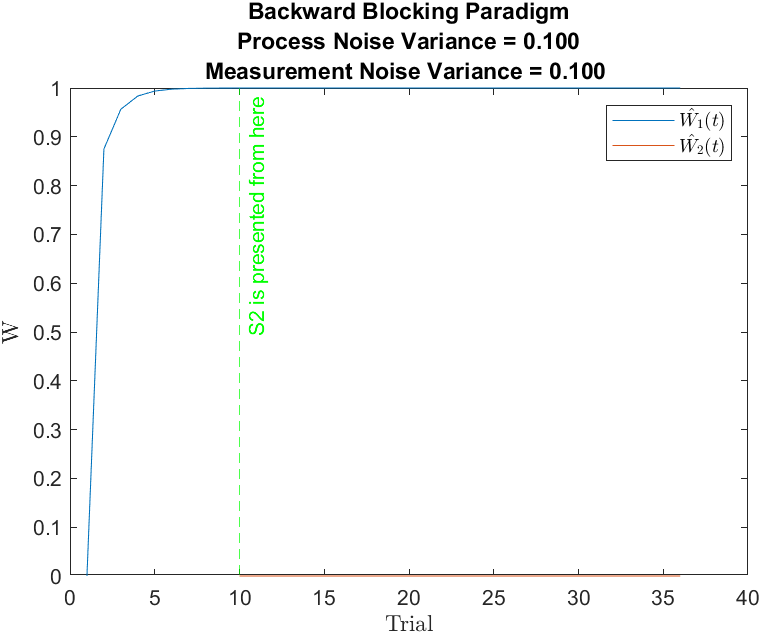 Backward Blocking Paradigm
Process Noise Variance = 0.100
Measurement Noise Variance = 0.100
1
0.9
0.8
0.7
0.6
0.5
0.4
0.3
0.2
0.1
0
W
S2 is presented from here
Ŵ₁(t)
Ŵ₂(t)
0 5 10 15 20 25 30 35 40
Trial